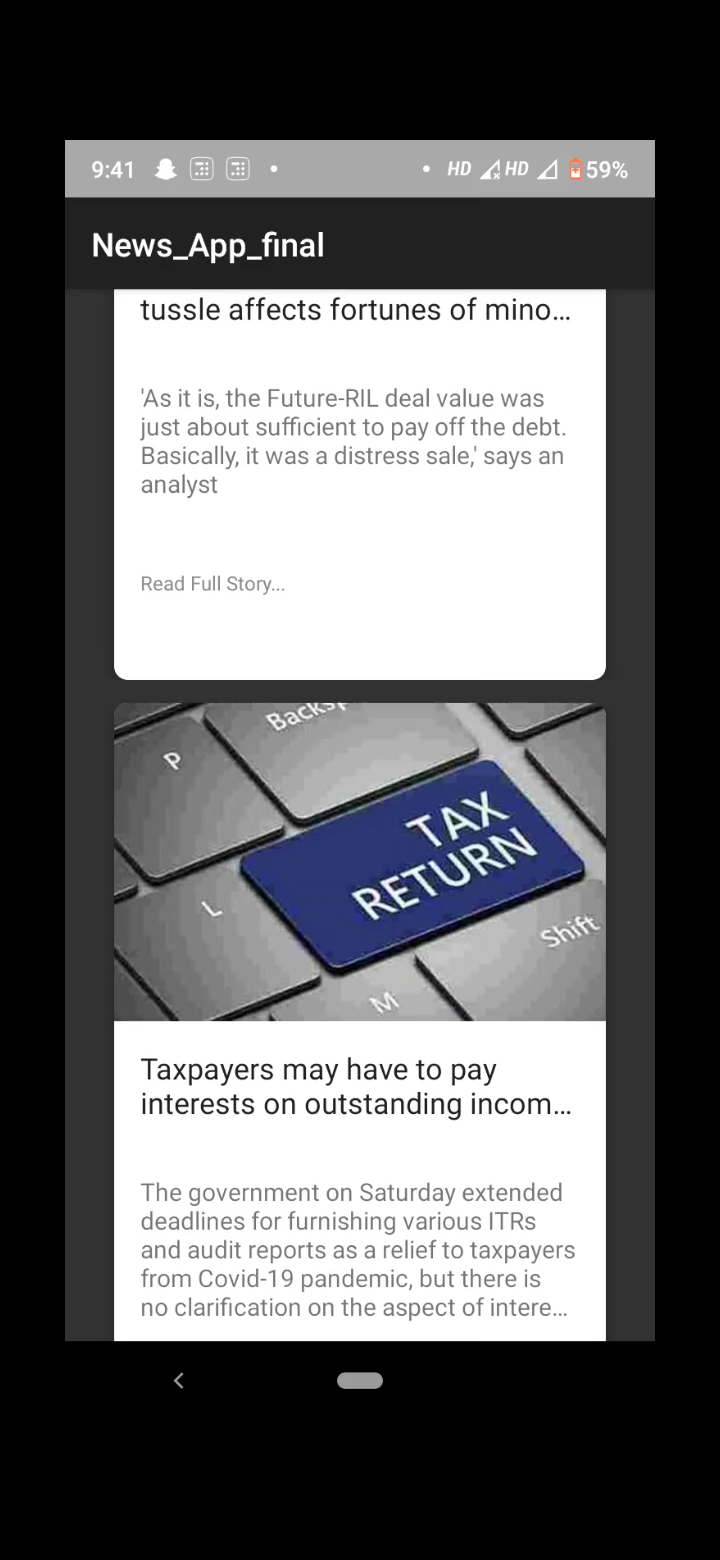 9:41 HD HD 59%
News_App_final
tussle affects fortunes of mino...
'As it is, the Future-RIL deal value was
just about sufficient to pay off the debt.
Basically, it was a distress sale,' says an
analyst
Read Full Story...
Backsp
P
TAX
RETURN
L
Shift
M
Taxpayers may have to pay
interests on outstanding incom...
The government on Saturday extended
deadlines for furnishing various ITRs
and audit reports as a relief to taxpayers
from Covid-19 pandemic, but there is
no clarification on the aspect of intere...